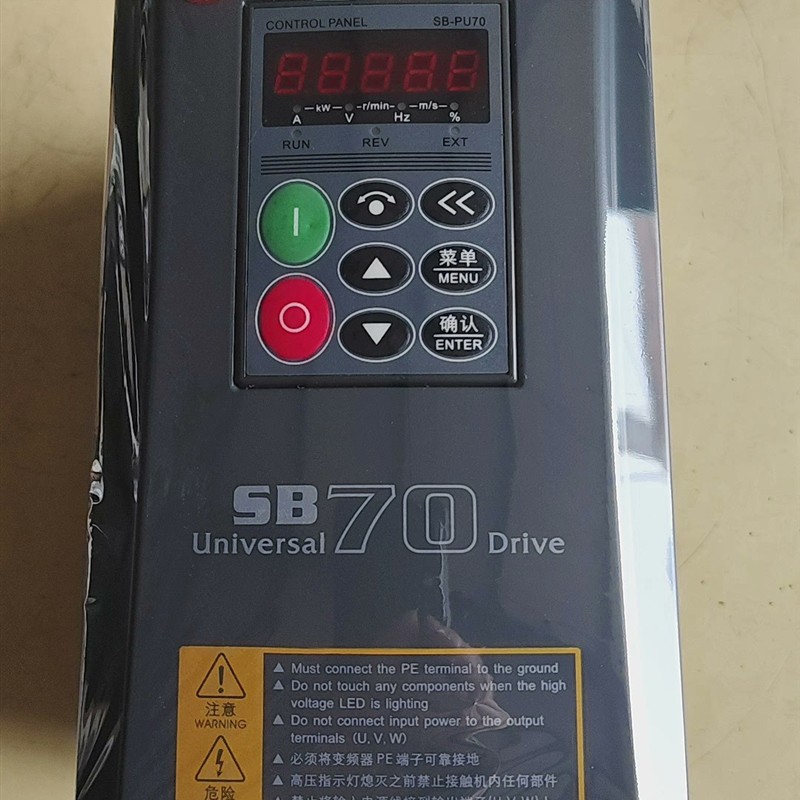 CONTROL PANEL SB-PU70
88888
kW r/min m/s
A V Hz %
RUN REV EXT
菜单
MENU
确认
ENTER
SB70
Universal Drive
注意
WARNING
▲ Must connect the PE terminal to the ground
▲ Do not touch any components when the high
voltage LED is lighting
▲ Do not connect input power to the output
terminals (U, V, W)
危险
▲ 必须将变频器PE端子可靠接地
▲ 高压指示灯熄灭之前禁止接触机内任何部件